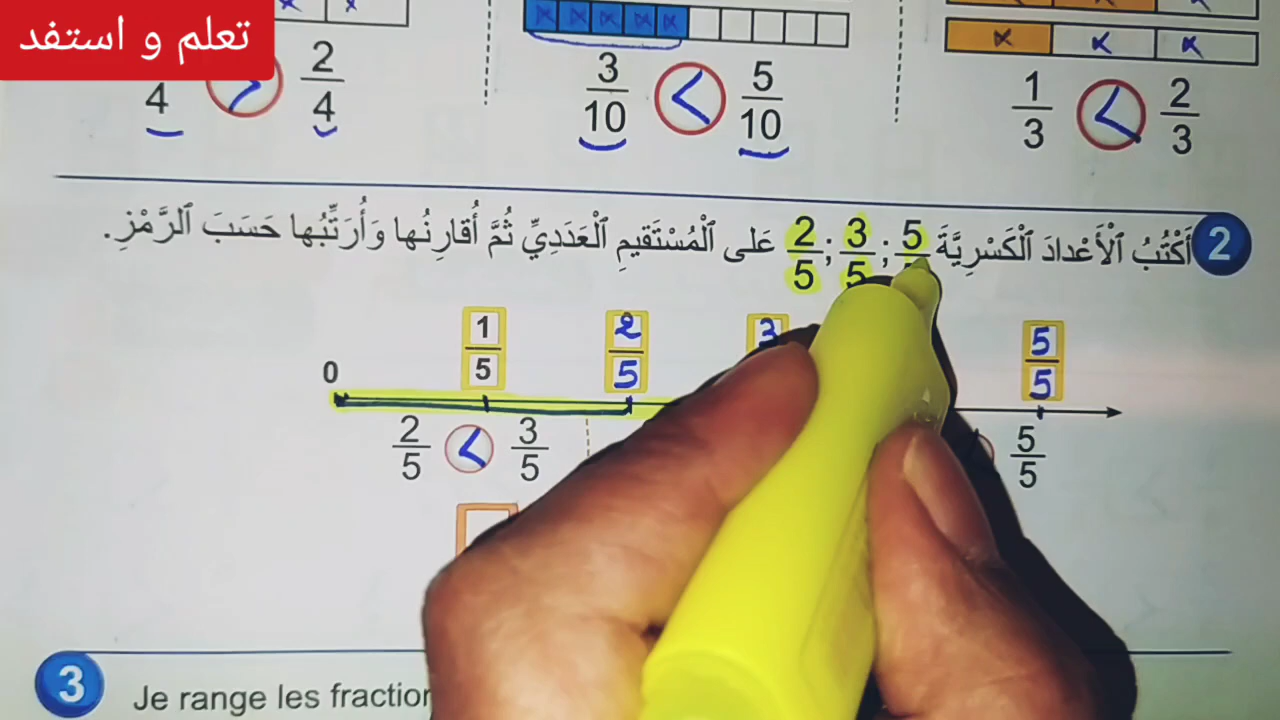 تعلم و استفد
4 2/4
3/10 < 5/10
1/3 < 2/3
2 أَكْتُبُ ٱلْأَعْدادَ ٱلْكَسْرِيَّةَ 5 ; 3/5 ; 2/5 عَلى ٱلْمُسْتَقيمِ ٱلْعَدَدِيِّ ثُمَّ أُقارِنُها وَأُرَتِّبُها حَسَبَ ٱلرَّمْزِ.
0 1/5 2/5 3 5/5
2/5 < 3/5 5/5
3 Je range les fraction